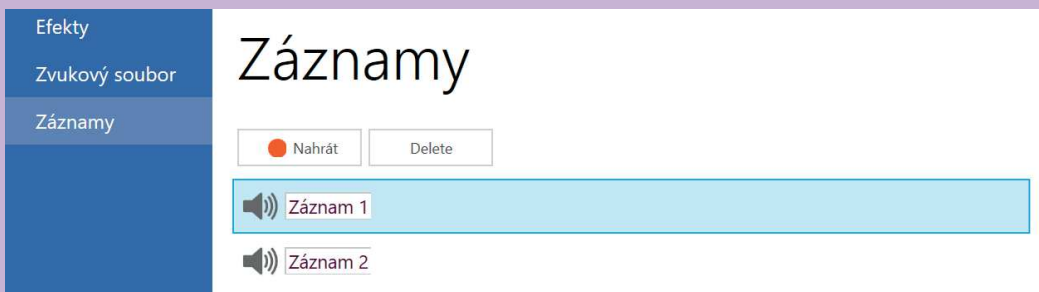 Efekty
Zvukový soubor
Záznamy
Záznamy
Nahrát Delete
Záznam 1
Záznam 2